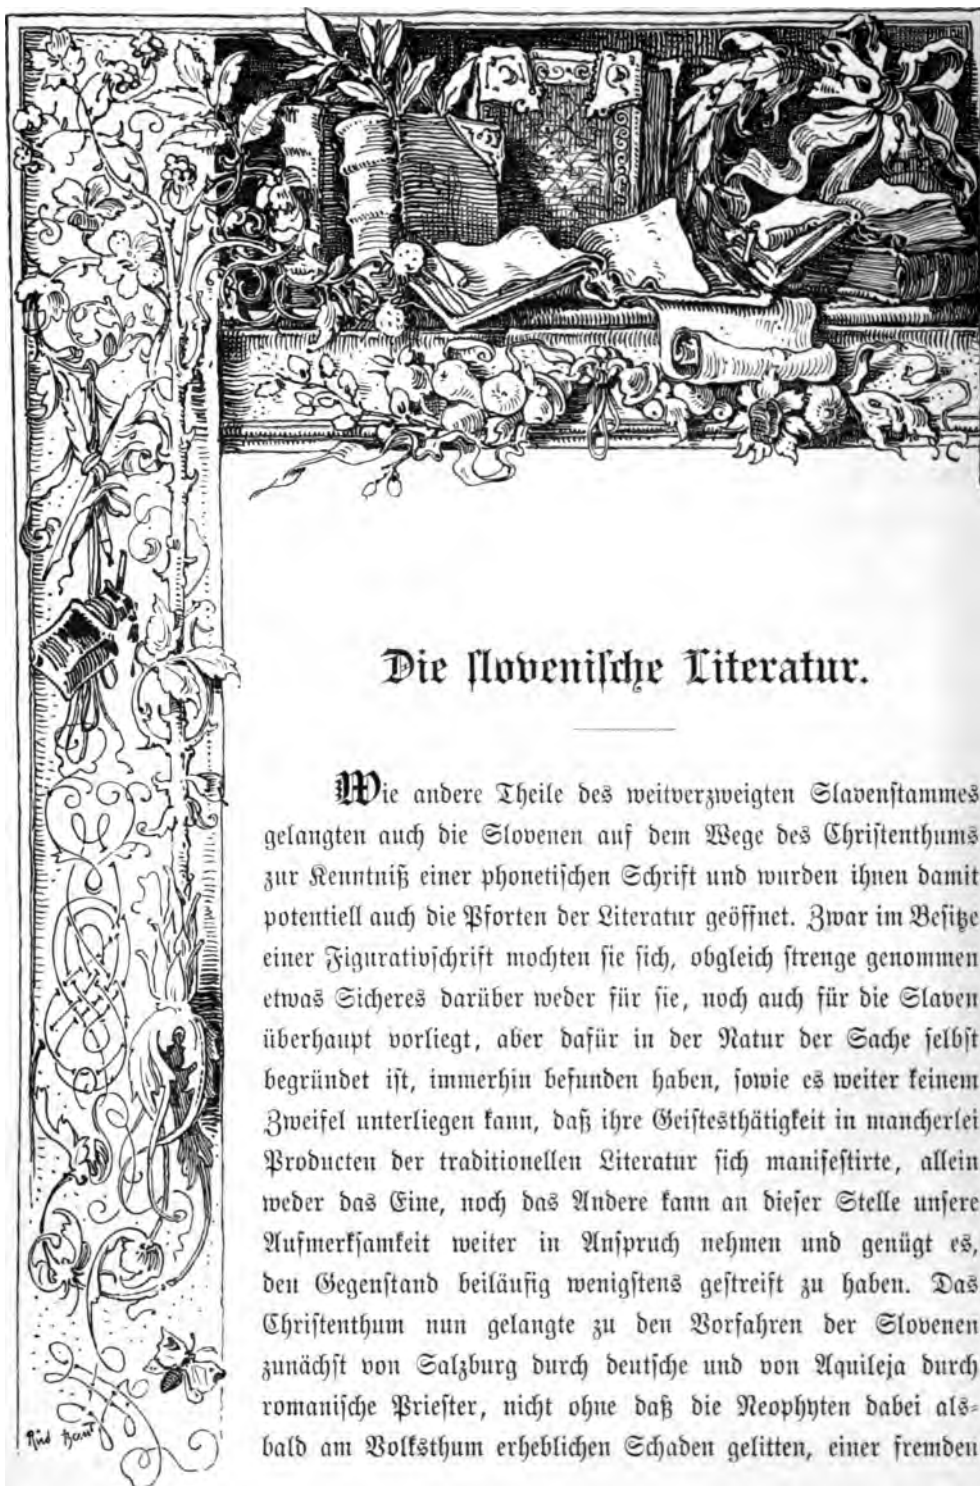 Die slovenische Literatur.
Wie andere Theile des weitverzweigten Slavenstammes
gelangten auch die Slovenen auf dem Wege des Christenthums
zur Kenntniß einer phonetischen Schrift und wurden ihnen damit
potentiell auch die Pforten der Literatur geöffnet. Zwar im Besitze
einer Figurativschrift mochten sie sich, obgleich strenge genommen
etwas Sicheres darüber weder für sie, noch auch für die Slaven
überhaupt vorliegt, aber dafür in der Natur der Sache selbst
begründet ist, immerhin befunden haben, sowie es weiter keinem
Zweifel unterliegen kann, daß ihre Geistesthätigkeit in mancherlei
Producten der traditionellen Literatur sich manifestirte, allein
weder das Eine, noch das Andere kann an dieser Stelle unsere
Aufmerksamkeit weiter in Anspruch nehmen und genügt es,
den Gegenstand beiläufig wenigstens gestreift zu haben. Das
Christenthum nun gelangte zu den Vorfahren der Slovenen
zunächst von Salzburg durch deutsche und von Aquileja durch
romanische Priester, nicht ohne daß die Neophyten dabei als-
bald am Volksthum erheblichen Schaden gelitten, einer fremden